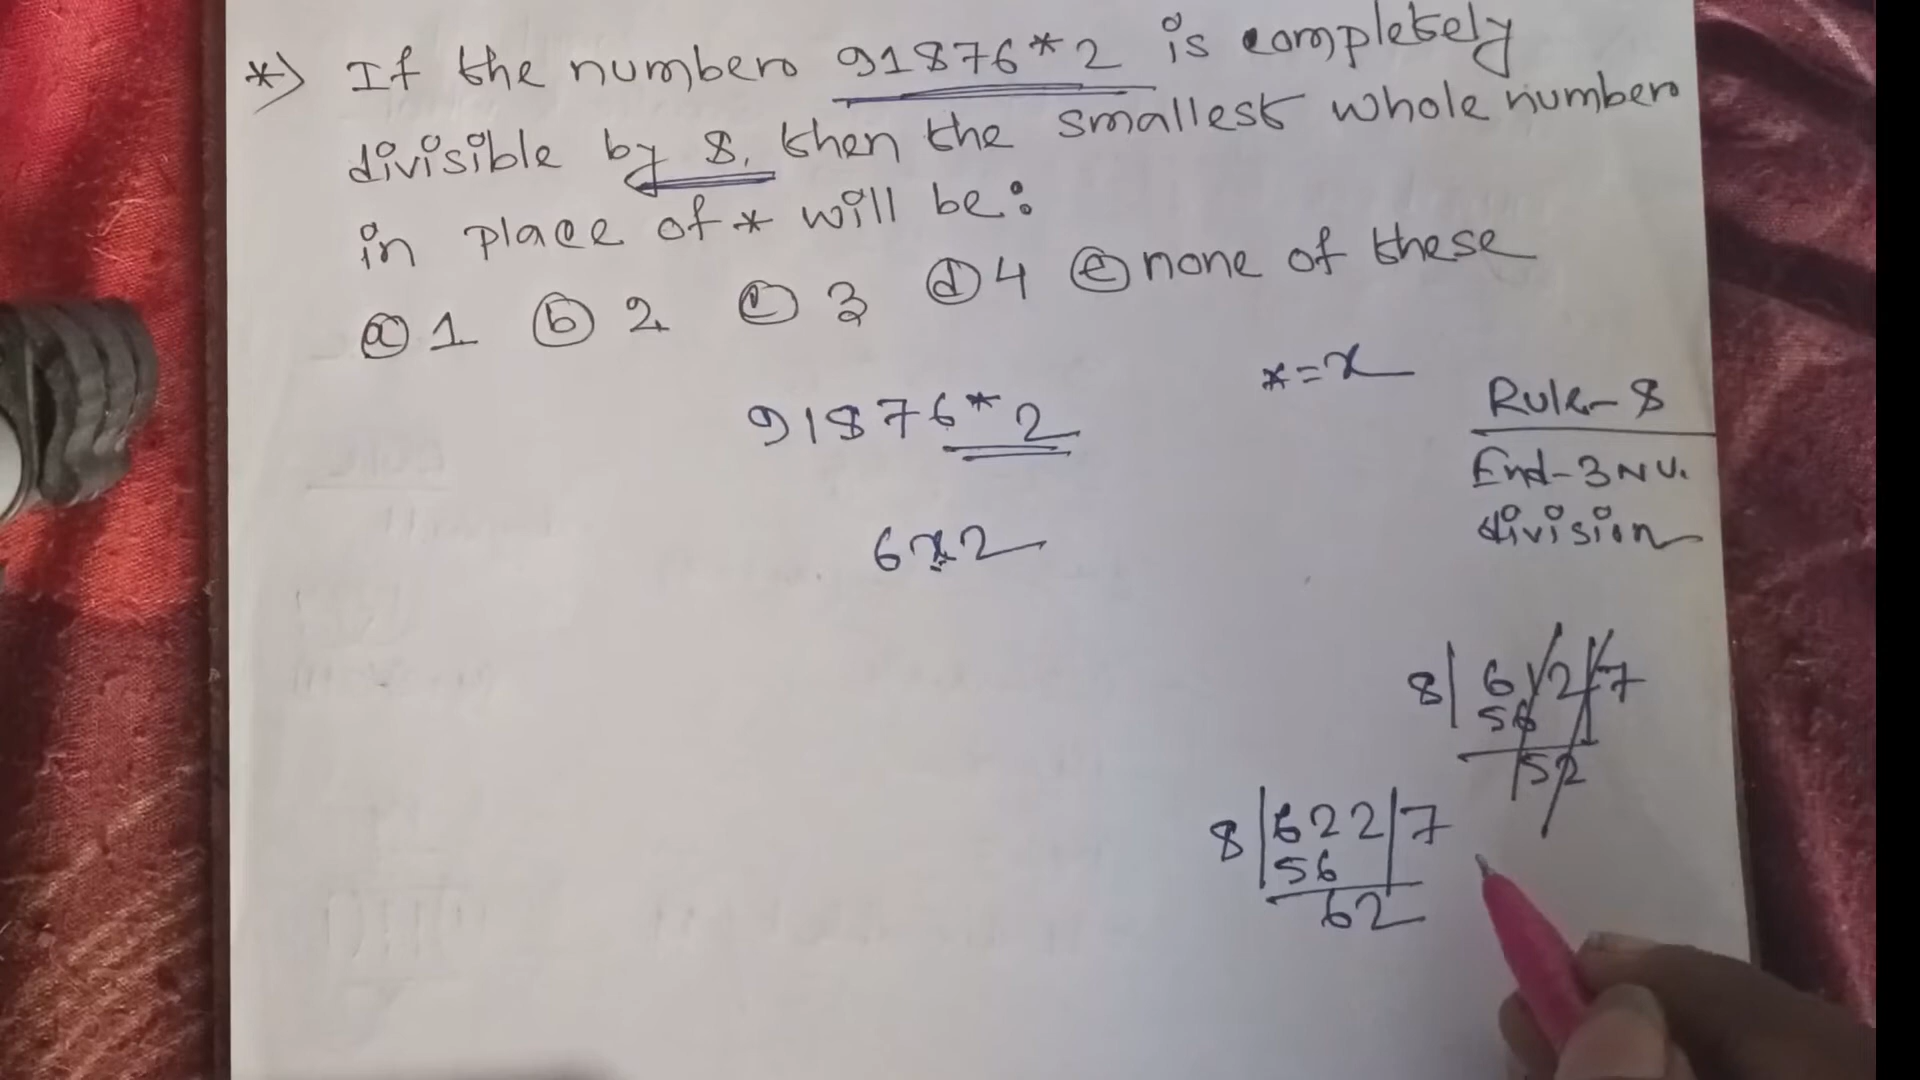 *) If the number 91876*2 is completely
divisible by 8, then the smallest whole number
in place of * will be:
(a) 1 (b) 2 (c) 3 (d) 4 (e) none of these
* = x
91876*2
Rule-8
End-3 NU.
division
6x2
8| 612 |7
56
52
8| 622 |7
56
62